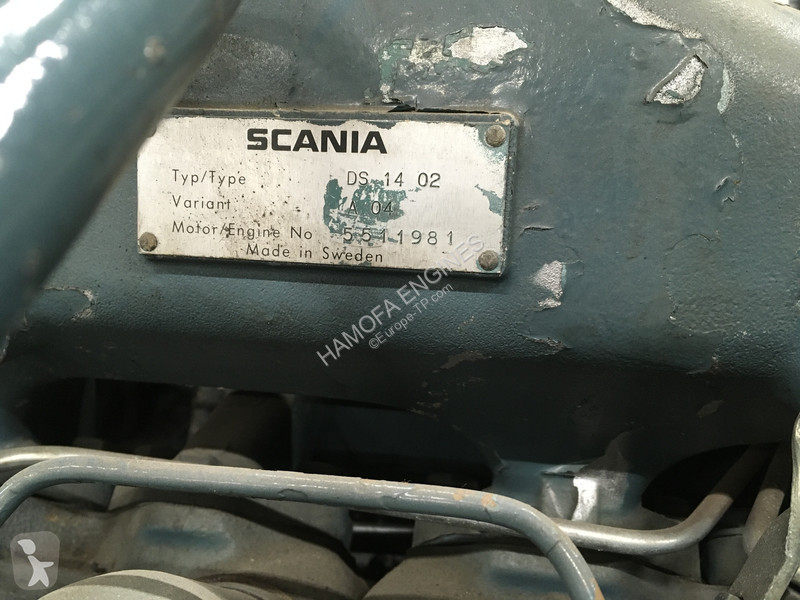 SCANIA
Typ/Type DS 14 02
Variant A 04
Motor/Engine No 5511981
Made in Sweden
HAMOFA ENGINES
©Europe-TP.com